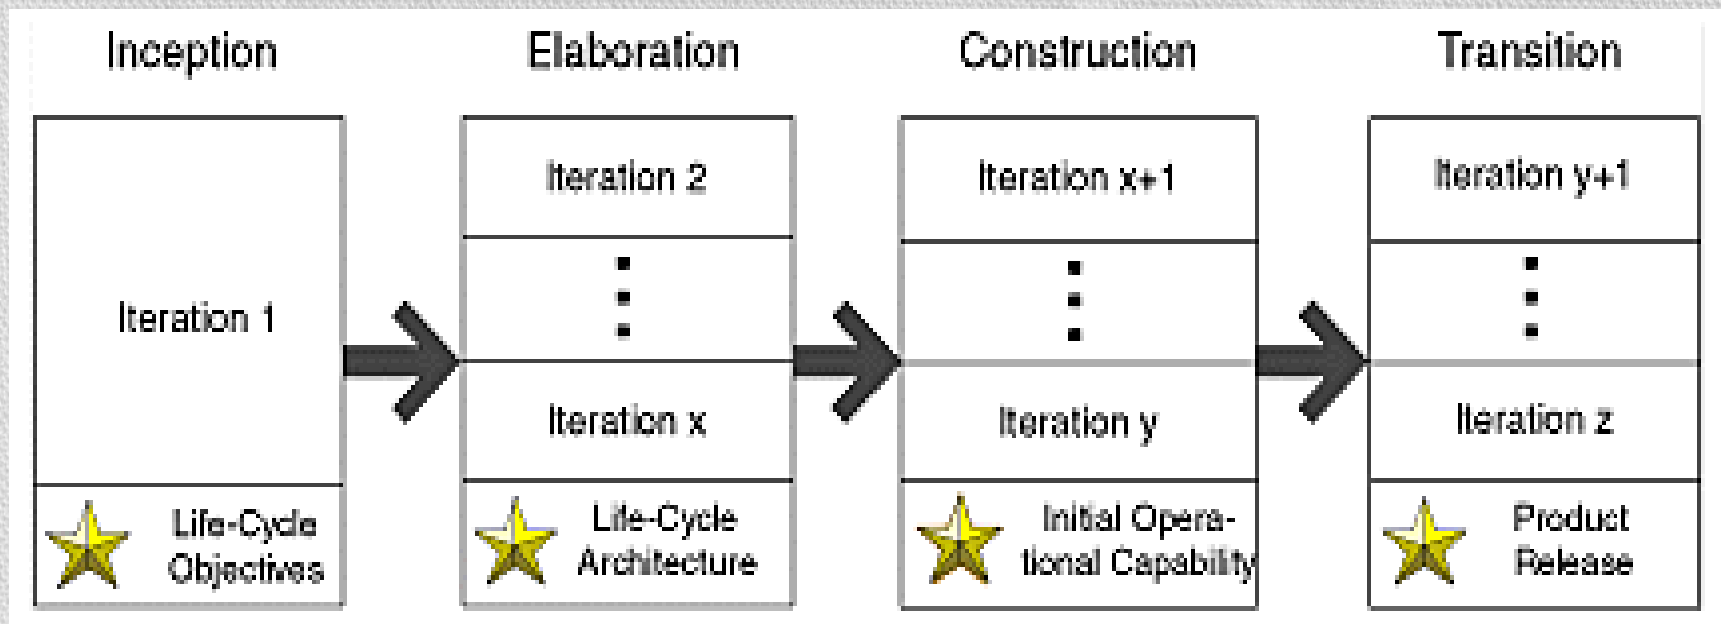 Inception
Elaboration
Construction
Transition
Iteration 1
Life-Cycle
Objectives
Iteration 2
Iteration x
Life-Cycle
Architecture
Iteration x+1
Iteration y
Initial Opera-
tional Capability
Iteration y+1
Iteration z
Product
Release